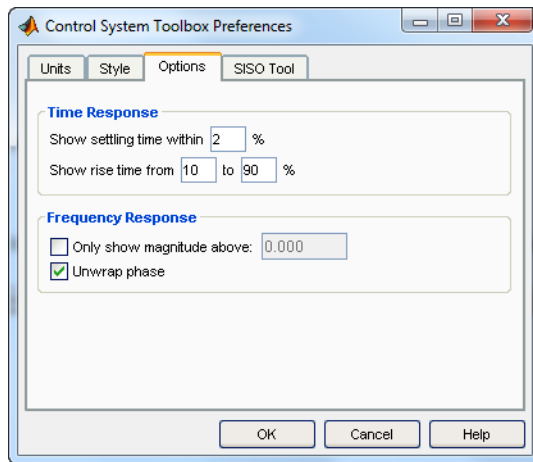 Control System Toolbox Preferences
Units Style Options SISO Tool
Time Response
Show settling time within 2 %
Show rise time from 10 to 90 %
Frequency Response
Only show magnitude above: 0.000
Unwrap phase
OK Cancel Help